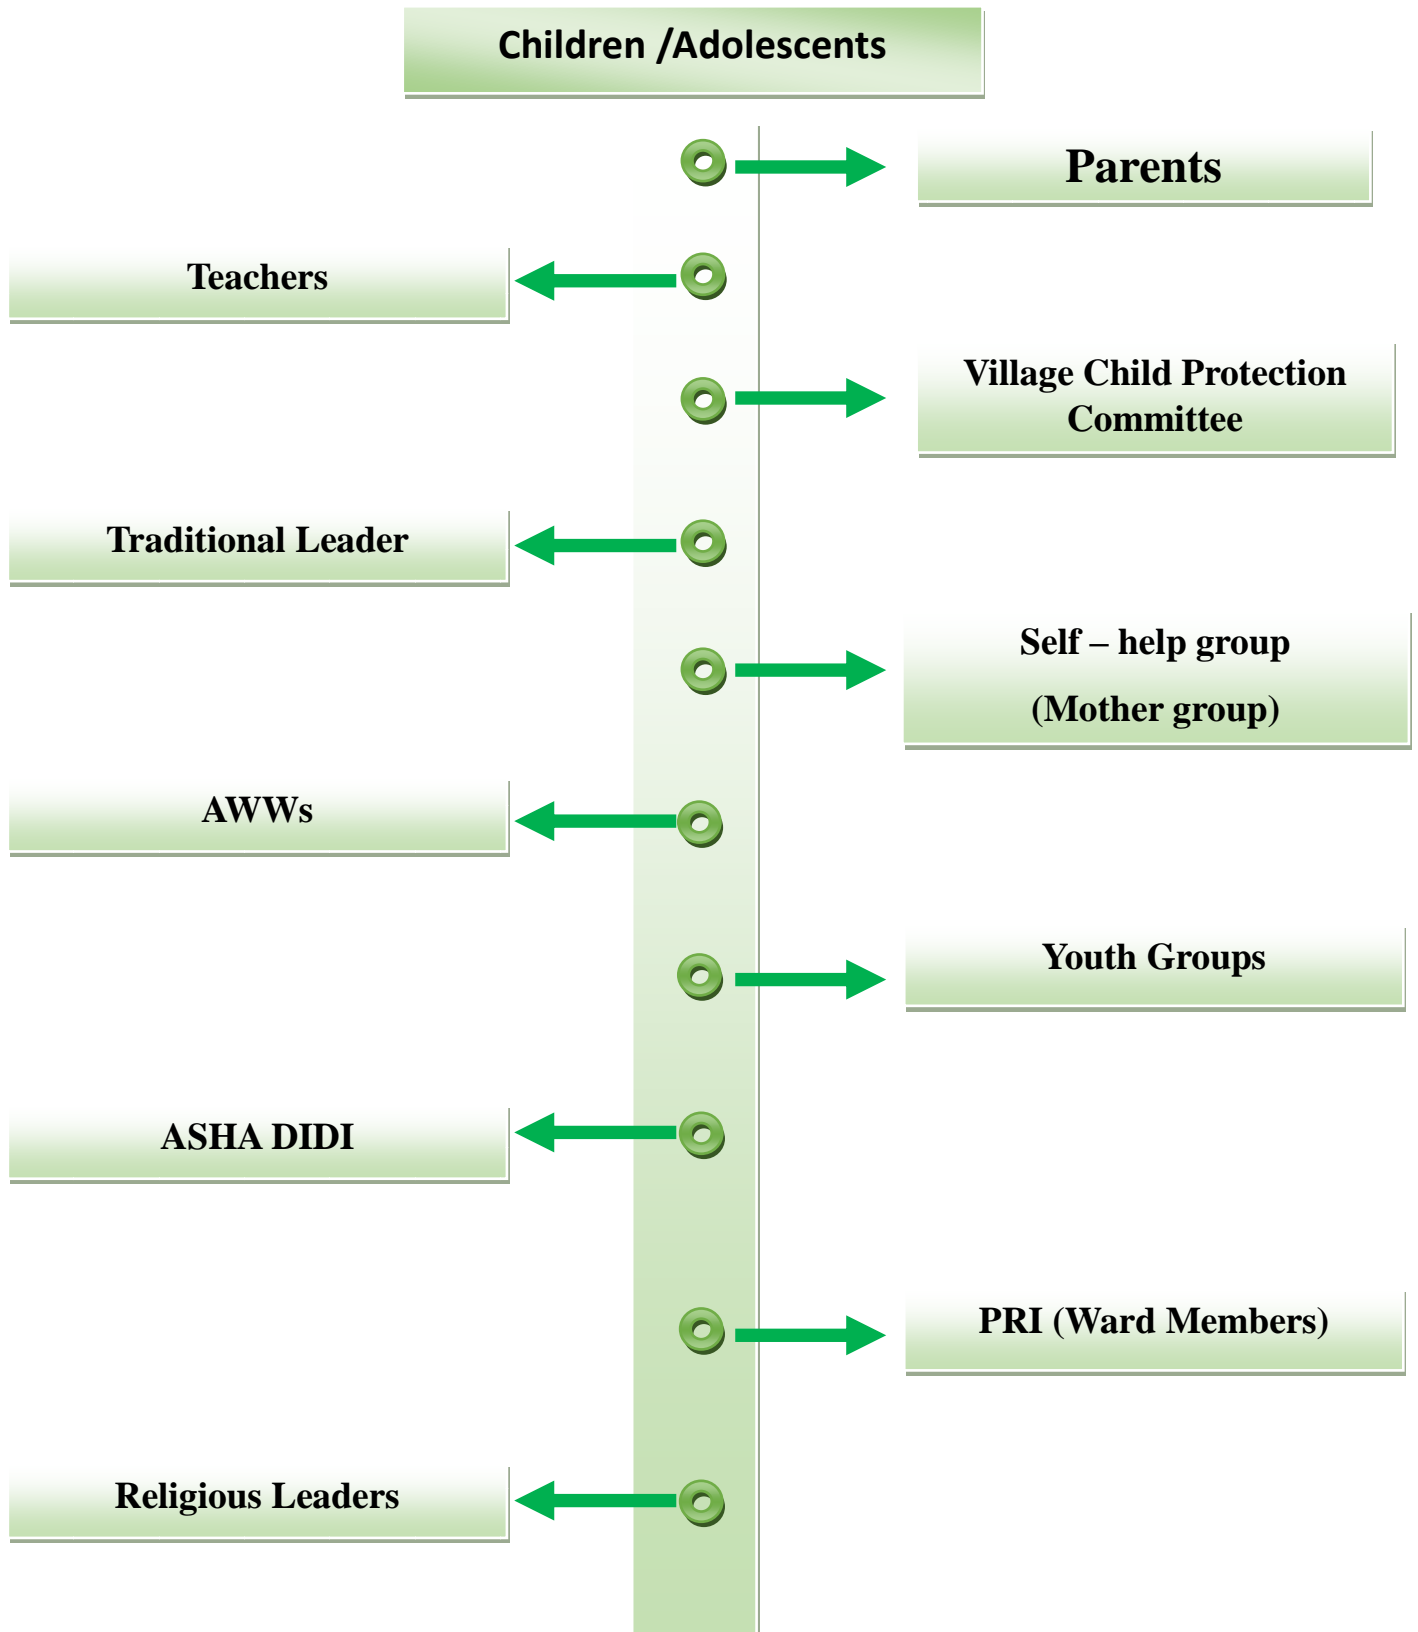 Children /Adolescents
Parents
Teachers
Village Child Protection
Committee
Traditional Leader
Self – help group
(Mother group)
AWWs
Youth Groups
ASHA DIDI
PRI (Ward Members)
Religious Leaders